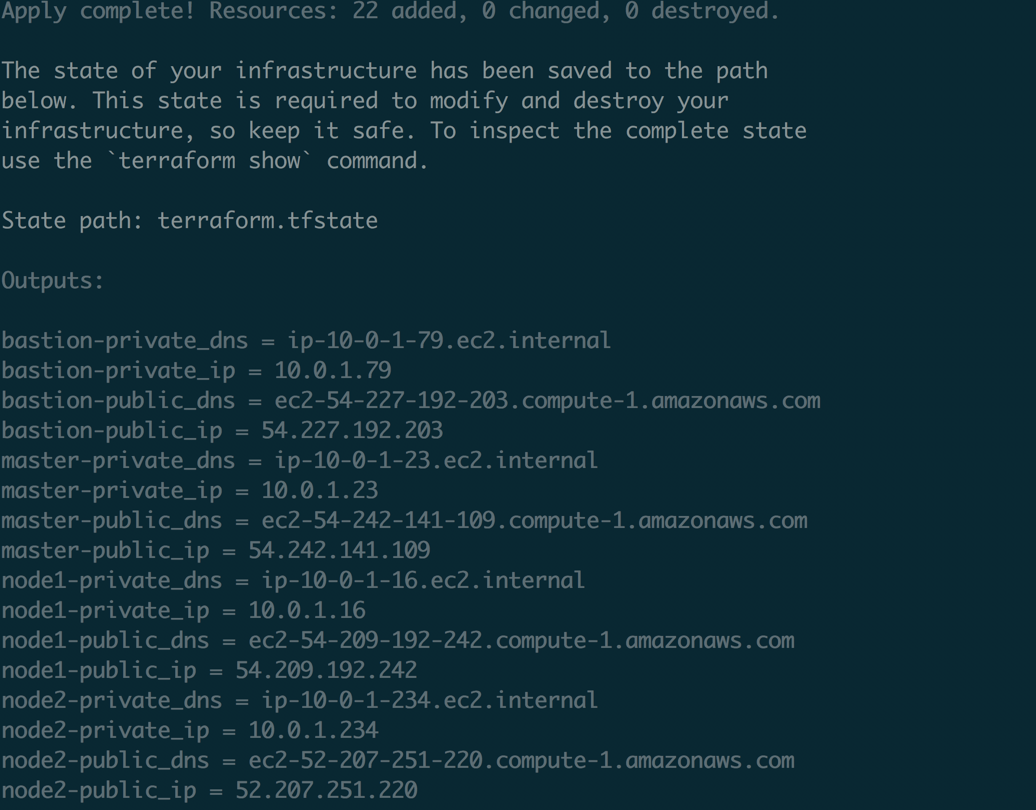 Apply complete! Resources: 22 added, 0 changed, 0 destroyed.
The state of your infrastructure has been saved to the path
below. This state is required to modify and destroy your
infrastructure, so keep it safe. To inspect the complete state
use the `terraform show` command.
State path: terraform.tfstate
Outputs:
bastion-private_dns = ip-10-0-1-79.ec2.internal
bastion-private_ip = 10.0.1.79
bastion-public_dns = ec2-54-227-192-203.compute-1.amazonaws.com
bastion-public_ip = 54.227.192.203
master-private_dns = ip-10-0-1-23.ec2.internal
master-private_ip = 10.0.1.23
master-public_dns = ec2-54-242-141-109.compute-1.amazonaws.com
master-public_ip = 54.242.141.109
node1-private_dns = ip-10-0-1-16.ec2.internal
node1-private_ip = 10.0.1.16
node1-public_dns = ec2-54-209-192-242.compute-1.amazonaws.com
node1-public_ip = 54.209.192.242
node2-private_dns = ip-10-0-1-234.ec2.internal
node2-private_ip = 10.0.1.234
node2-public_dns = ec2-52-207-251-220.compute-1.amazonaws.com
node2-public_ip = 52.207.251.220